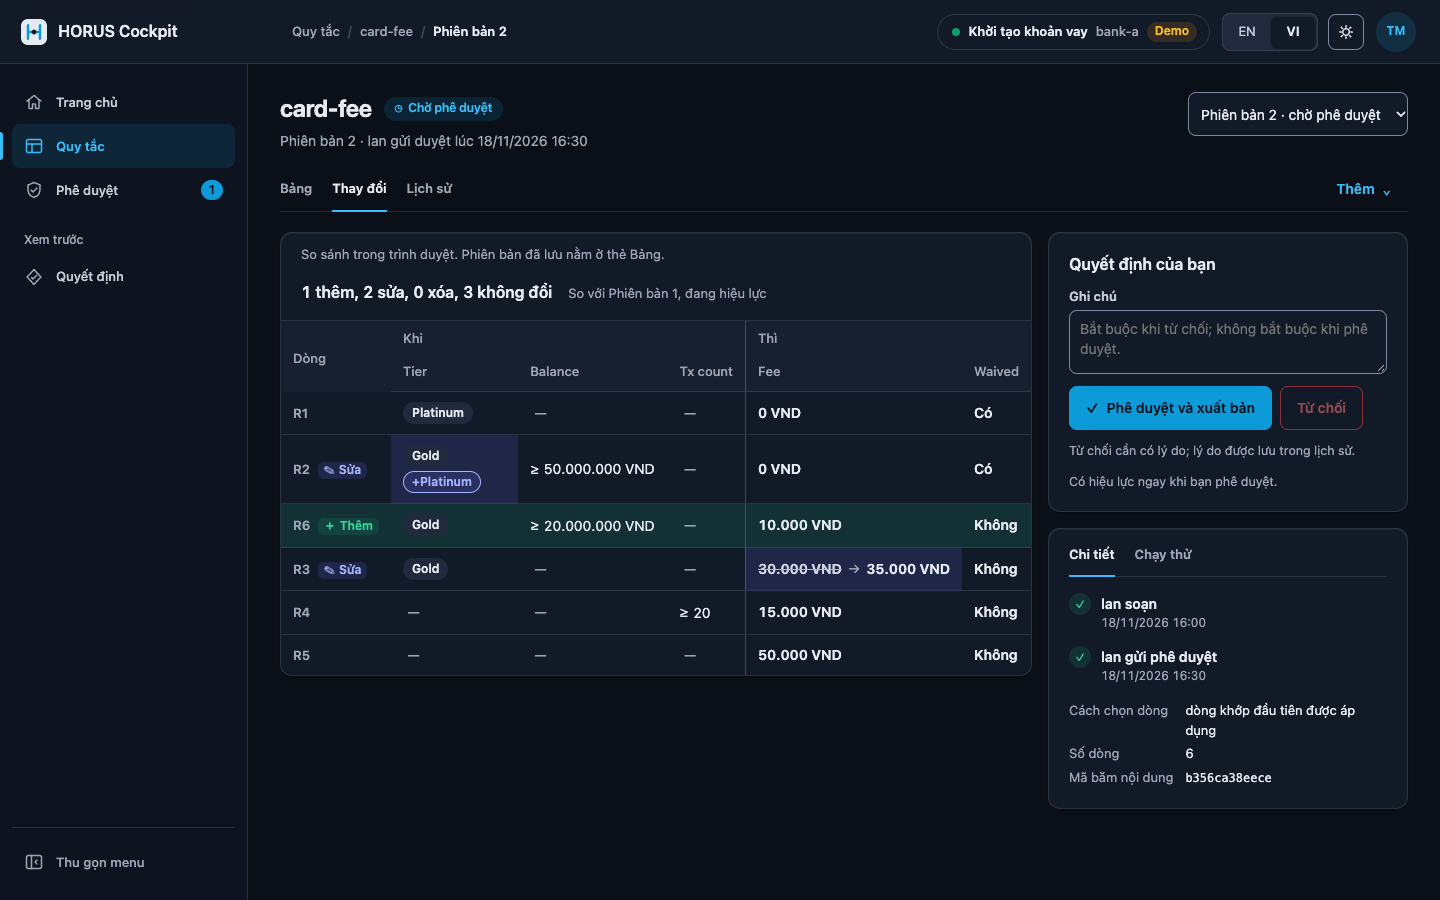 HORUS Cockpit
Quy tắc / card-fee / Phiên bản 2
Khởi tạo khoản vay bank-a Demo
EN VI
TM
Trang chủ
Quy tắc
Phê duyệt 1
Xem trước
Quyết định
Thu gọn menu
card-fee Chờ phê duyệt
Phiên bản 2 · lan gửi duyệt lúc 18/11/2026 16:30
Phiên bản 2 · chờ phê duyệt
Bảng Thay đổi Lịch sử
Thêm
So sánh trong trình duyệt. Phiên bản đã lưu nằm ở thẻ Bảng.
1 thêm, 2 sửa, 0 xóa, 3 không đổi So với Phiên bản 1, đang hiệu lực
Khi Thì
Dòng
Tier Balance Tx count Fee Waived
R1 Platinum — — 0 VND Có
R2 ✎ Sửa Gold +Platinum ≥ 50.000.000 VND — 0 VND Có
R6 + Thêm Gold ≥ 20.000.000 VND — 10.000 VND Không
R3 ✎ Sửa Gold — — 30.000 VND → 35.000 VND Không
R4 — — ≥ 20 15.000 VND Không
R5 — — — 50.000 VND Không
Quyết định của bạn
Ghi chú
Bắt buộc khi từ chối; không bắt buộc khi phê
duyệt.
✓ Phê duyệt và xuất bản Từ chối
Từ chối cần có lý do; lý do được lưu trong lịch sử.
Có hiệu lực ngay khi bạn phê duyệt.
Chi tiết Chạy thử
lan soạn
18/11/2026 16:00
lan gửi phê duyệt
18/11/2026 16:30
Cách chọn dòng dòng khớp đầu tiên được áp
dụng
Số dòng 6
Mã băm nội dung b356ca38eece